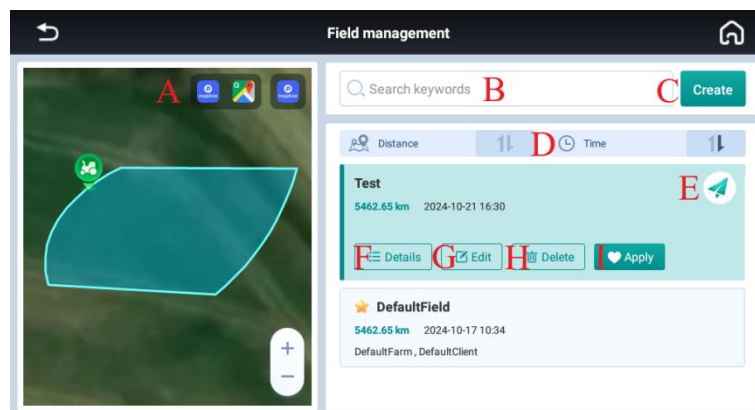 Field management
A
B
Search keywords
C
Create
Distance
D
Time
Test
E
5462.65 km 2024-10-21 16:30
F Details
G Edit
H Delete
I Apply
DefaultField
5462.65 km 2024-10-17 10:34
DefaultFarm , DefaultClient
+
−